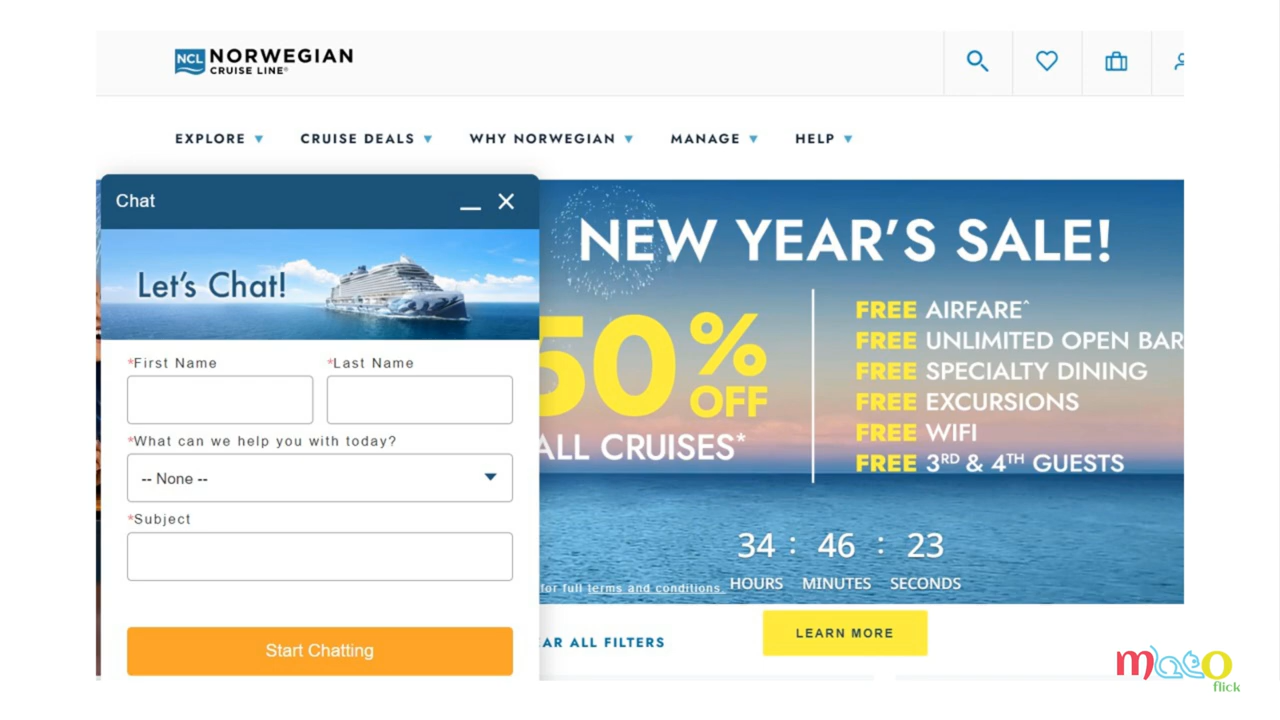 NCL NORWEGIAN
CRUISE LINE®
EXPLORE
CRUISE DEALS
WHY NORWEGIAN
MANAGE
HELP
Chat
Let's Chat!
*First Name
*Last Name
*What can we help you with today?
-- None --
*Subject
Start Chatting
NEW YEAR'S SALE!
50%
OFF
ALL CRUISES*
FREE AIRFARE^
FREE UNLIMITED OPEN BAR
FREE SPECIALTY DINING
FREE EXCURSIONS
FREE WIFI
FREE 3RD & 4TH GUESTS
34 : 46 : 23
HOURS MINUTES SECONDS
for full terms and conditions.
LEARN MORE
AR ALL FILTERS
flick